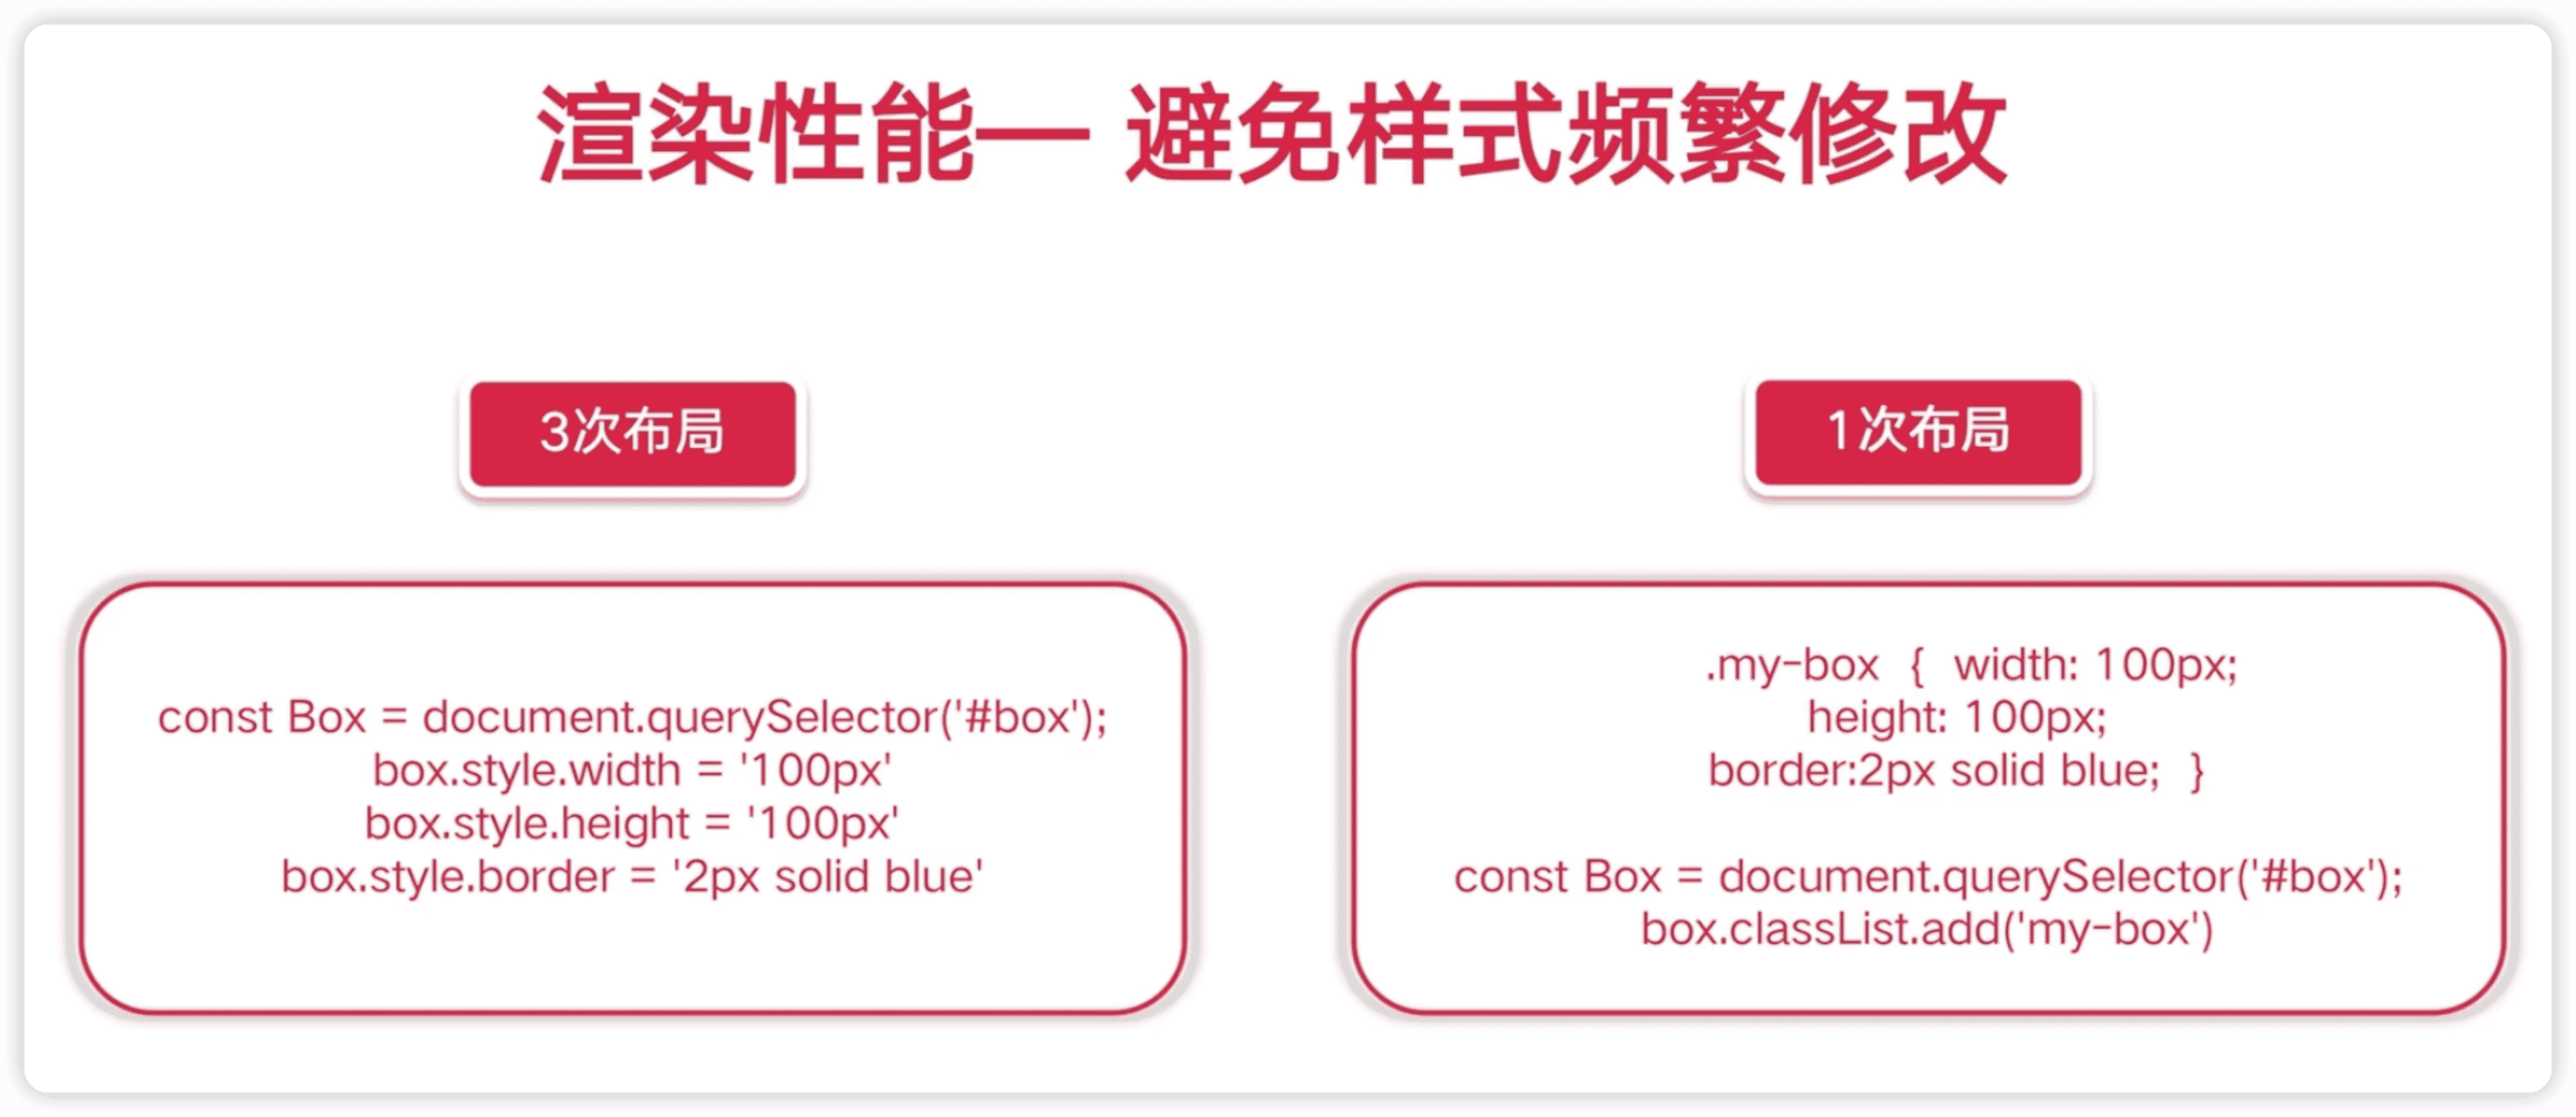 渲染性能— 避免样式频繁修改
3次布局
const Box = document.querySelector('#box');
box.style.width = '100px'
box.style.height = '100px'
box.style.border = '2px solid blue'
1次布局
.my-box { width: 100px;
height: 100px;
border:2px solid blue; }
const Box = document.querySelector('#box');
box.classList.add('my-box')